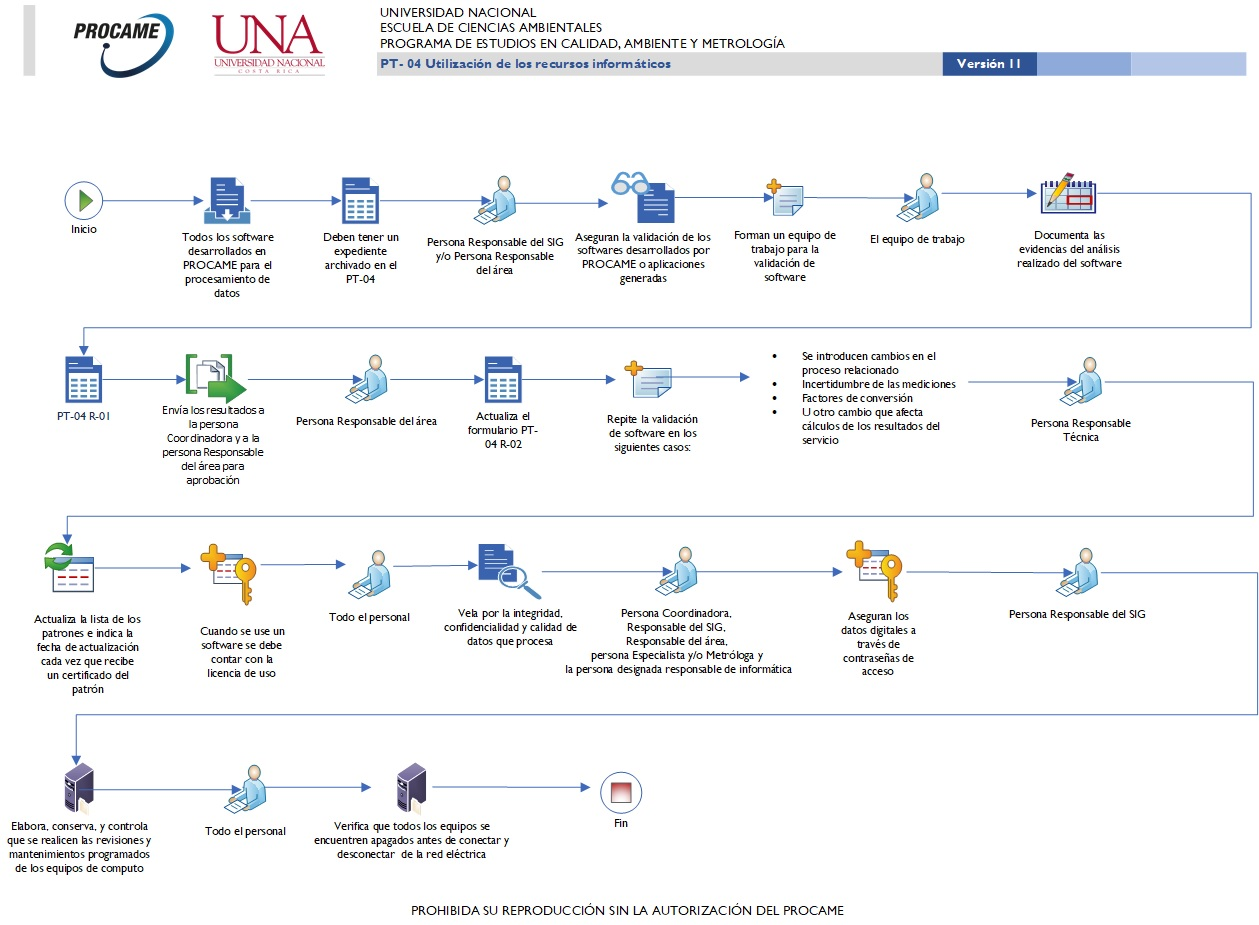 PROCAME
UNA
UNIVERSIDAD NACIONAL
COSTA RICA
UNIVERSIDAD NACIONAL
ESCUELA DE CIENCIAS AMBIENTALES
PROGRAMA DE ESTUDIOS EN CALIDAD, AMBIENTE Y METROLOGÍA
PT- 04 Utilización de los recursos informáticos
Versión 11
Inicio
Todos los software
desarrollados en
PROCAME para el
procesamiento de
datos
Deben tener un
expediente
archivado en el
PT-04
Persona Responsable del SIG
y/o Persona Responsable
del área
Aseguran la validación de los
softwares desarrollados por
PROCAME o aplicaciones
generadas
Forman un equipo de
trabajo para la
validación de
software
El equipo de trabajo
Documenta las
evidencias del análisis
realizado del software
PT-04 R-01
Envía los resultados a
la persona
Coordinadora y a la
persona Responsable
del área para
aprobación
Persona Responsable del área
Actualiza el
formulario PT-
04 R-02
Repite la validación
de software en los
siguientes casos:
• Se introducen cambios en el
proceso relacionado
• Incertidumbre de las mediciones
• Factores de conversión
• U otro cambio que afecta
cálculos de los resultados del
servicio
Persona Responsable
Técnica
Actualiza la lista de los
patrones e indica la
fecha de actualización
cada vez que recibe
un certificado del
patrón
Cuando se use un
software se debe
contar con la
licencia de uso
Todo el personal
Vela por la integridad,
confidencialidad y calidad de
datos que procesa
Persona Coordinadora,
Responsable del SIG,
Responsable del área,
persona Especialista y/o Metróloga y
la persona designada responsable de informática
Aseguran los
datos digitales a
través de
contraseñas de
acceso
Persona Responsable del SIG
Elabora, conserva, y controla
que se realicen las revisiones y
mantenimientos programados
de los equipos de computo
Todo el personal
Verifica que todos los equipos se
encuentren apagados antes de conectar y
desconectar de la red eléctrica
Fin
PROHIBIDA SU REPRODUCCIÓN SIN LA AUTORIZACIÓN DEL PROCAME